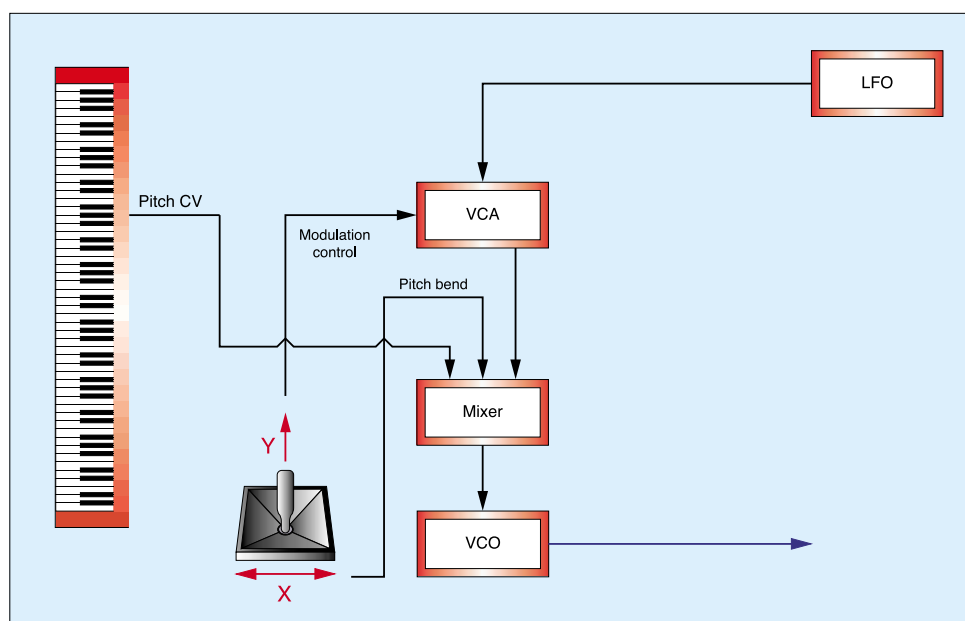 LFO
Pitch CV
VCA
Modulation
control
Pitch bend
Mixer
Y
VCO
X